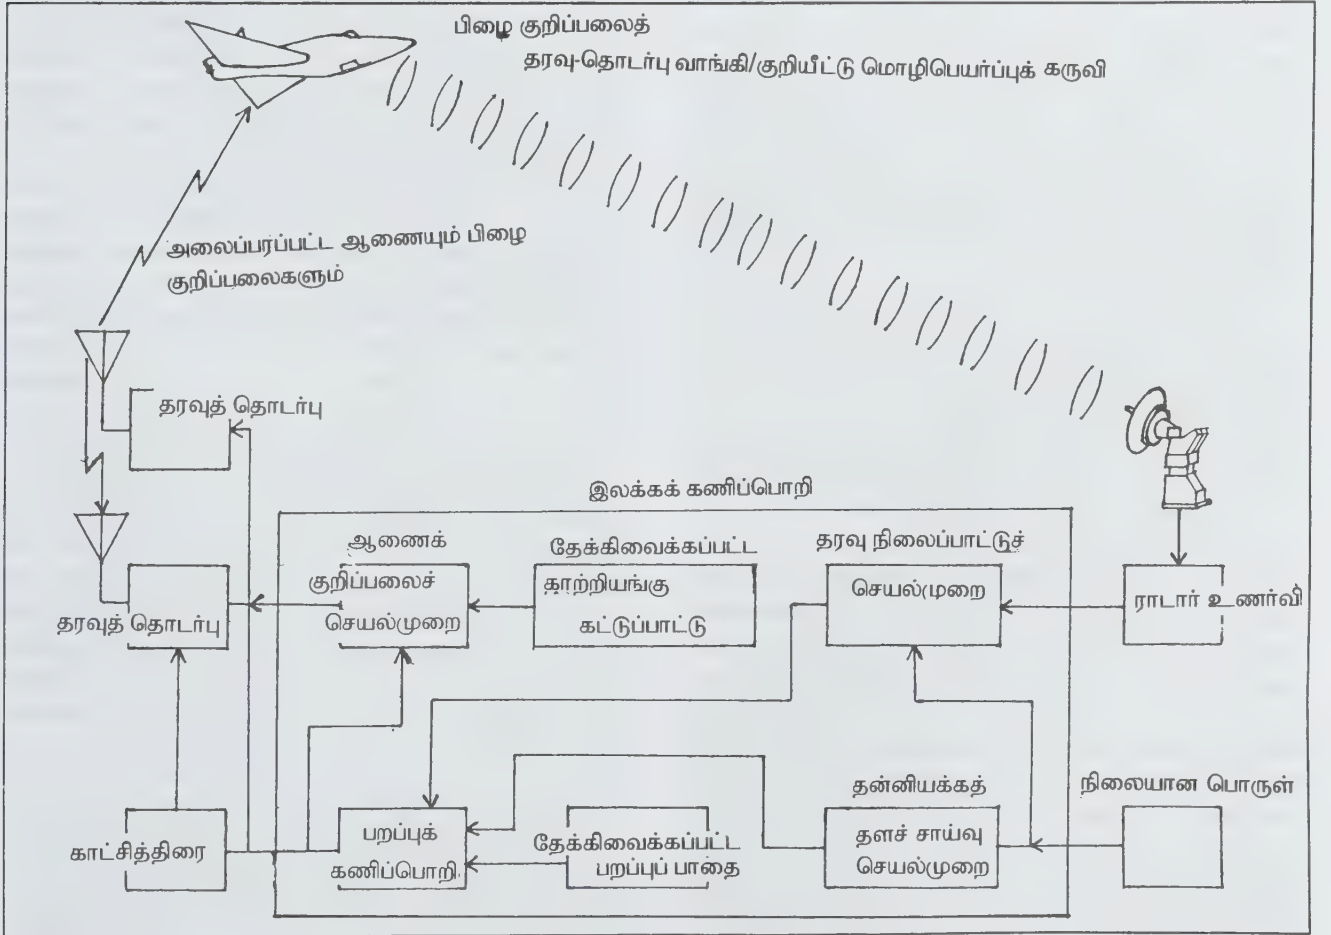 பிழை குறிப்பலைத்
தரவு-தொடர்பு வாங்கி/குறியீட்டு மொழிபெயர்ப்புக் கருவி
அலைப்பரப்பட்ட ஆணையும் பிழை
குறிப்பலைகளும்
தரவுத் தொடர்பு
இலக்கக் கணிப்பொறி
ஆணைக்
குறிப்பலைச்
செயல்முறை
தேக்கிவைக்கப்பட்ட
காற்றியங்கு
கட்டுப்பாட்டு
தரவு நிலைப்பாட்டுச்
செயல்முறை
ராடார் உணர்வி
தரவுத் தொடர்பு
காட்சித்திரை
பறப்புக்
கணிப்பொறி
தேக்கிவைக்கப்பட்ட
பறப்புப் பாதை
தன்னியக்கத்
தளச் சாய்வு
செயல்முறை
நிலையான பொருள்